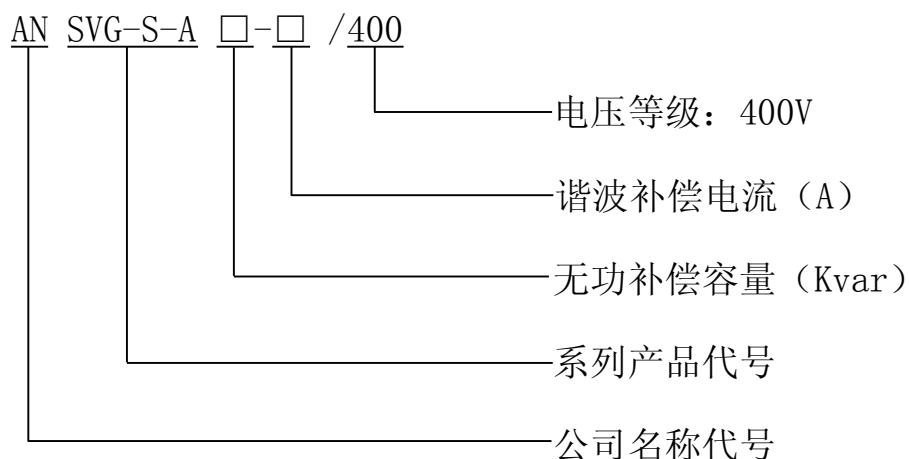 AN SVG-S-A □-□ /400
电压等级：400V
谐波补偿电流（A）
无功补偿容量（Kvar）
系列产品代号
公司名称代号